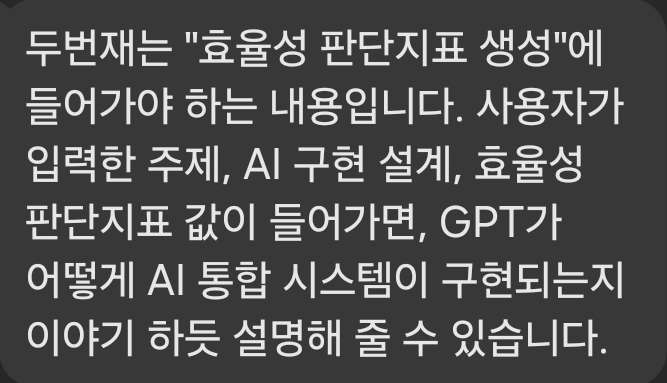 두번재는 "효율성 판단지표 생성"에
들어가야 하는 내용입니다. 사용자가
입력한 주제, AI 구현 설계, 효율성
판단지표 값이 들어가면, GPT가
어떻게 AI 통합 시스템이 구현되는지
이야기 하듯 설명해 줄 수 있습니다.